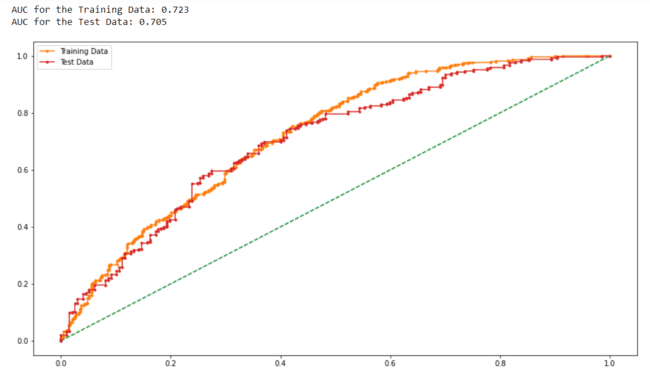 AUC for the Training Data: 0.723
AUC for the Test Data: 0.705
Training Data
Test Data
1.0
0.8
0.6
0.4
0.2
0.0
0.0 0.2 0.4 0.6 0.8 1.0